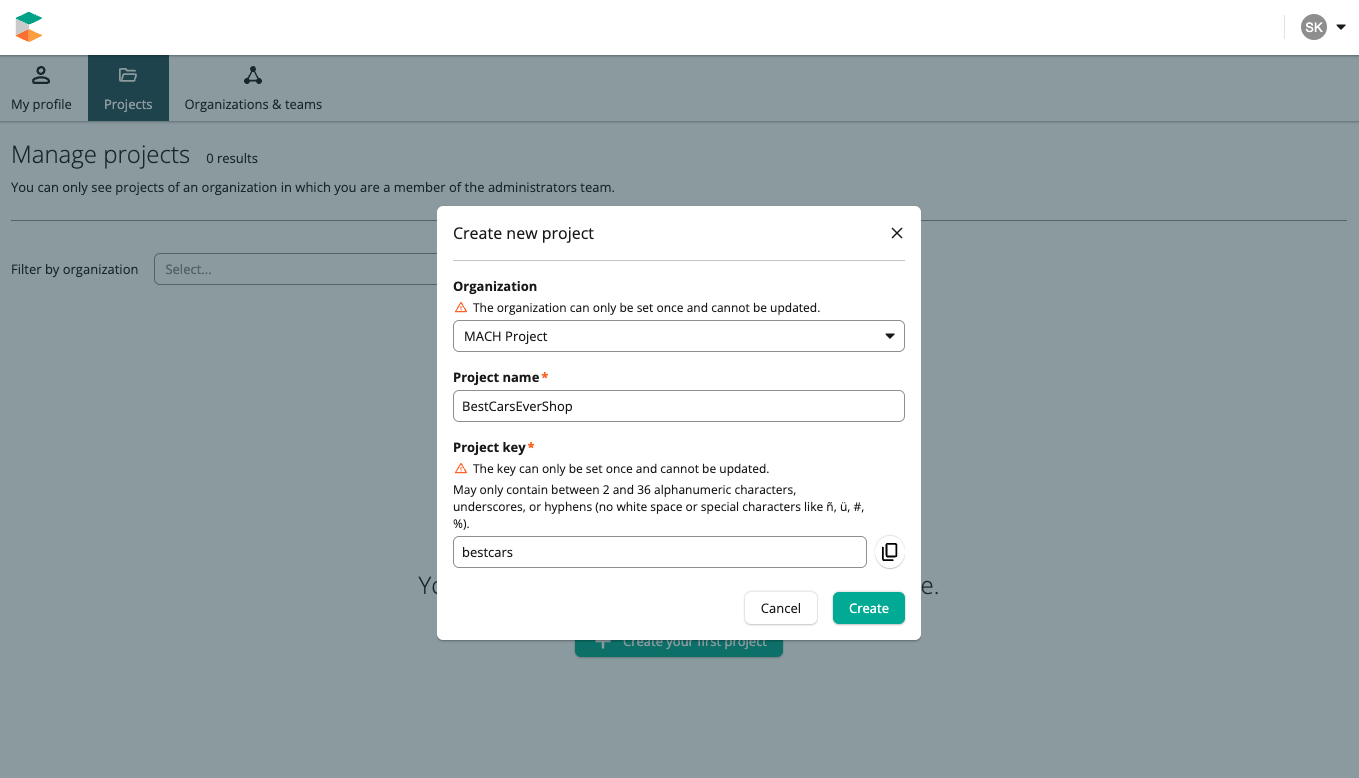 SK
My profile
Projects
Organizations & teams
Manage projects 0 results
You can only see projects of an organization in which you are a member of the administrators team.
Filter by organization Select...
Create new project
Organization
The organization can only be set once and cannot be updated.
MACH Project
Project name*
BestCarsEverShop
Project key*
The key can only be set once and cannot be updated.
May only contain between 2 and 36 alphanumeric characters,
underscores, or hyphens (no white space or special characters like ñ, ü, #,
%).
bestcars
Cancel Create
Create your first project